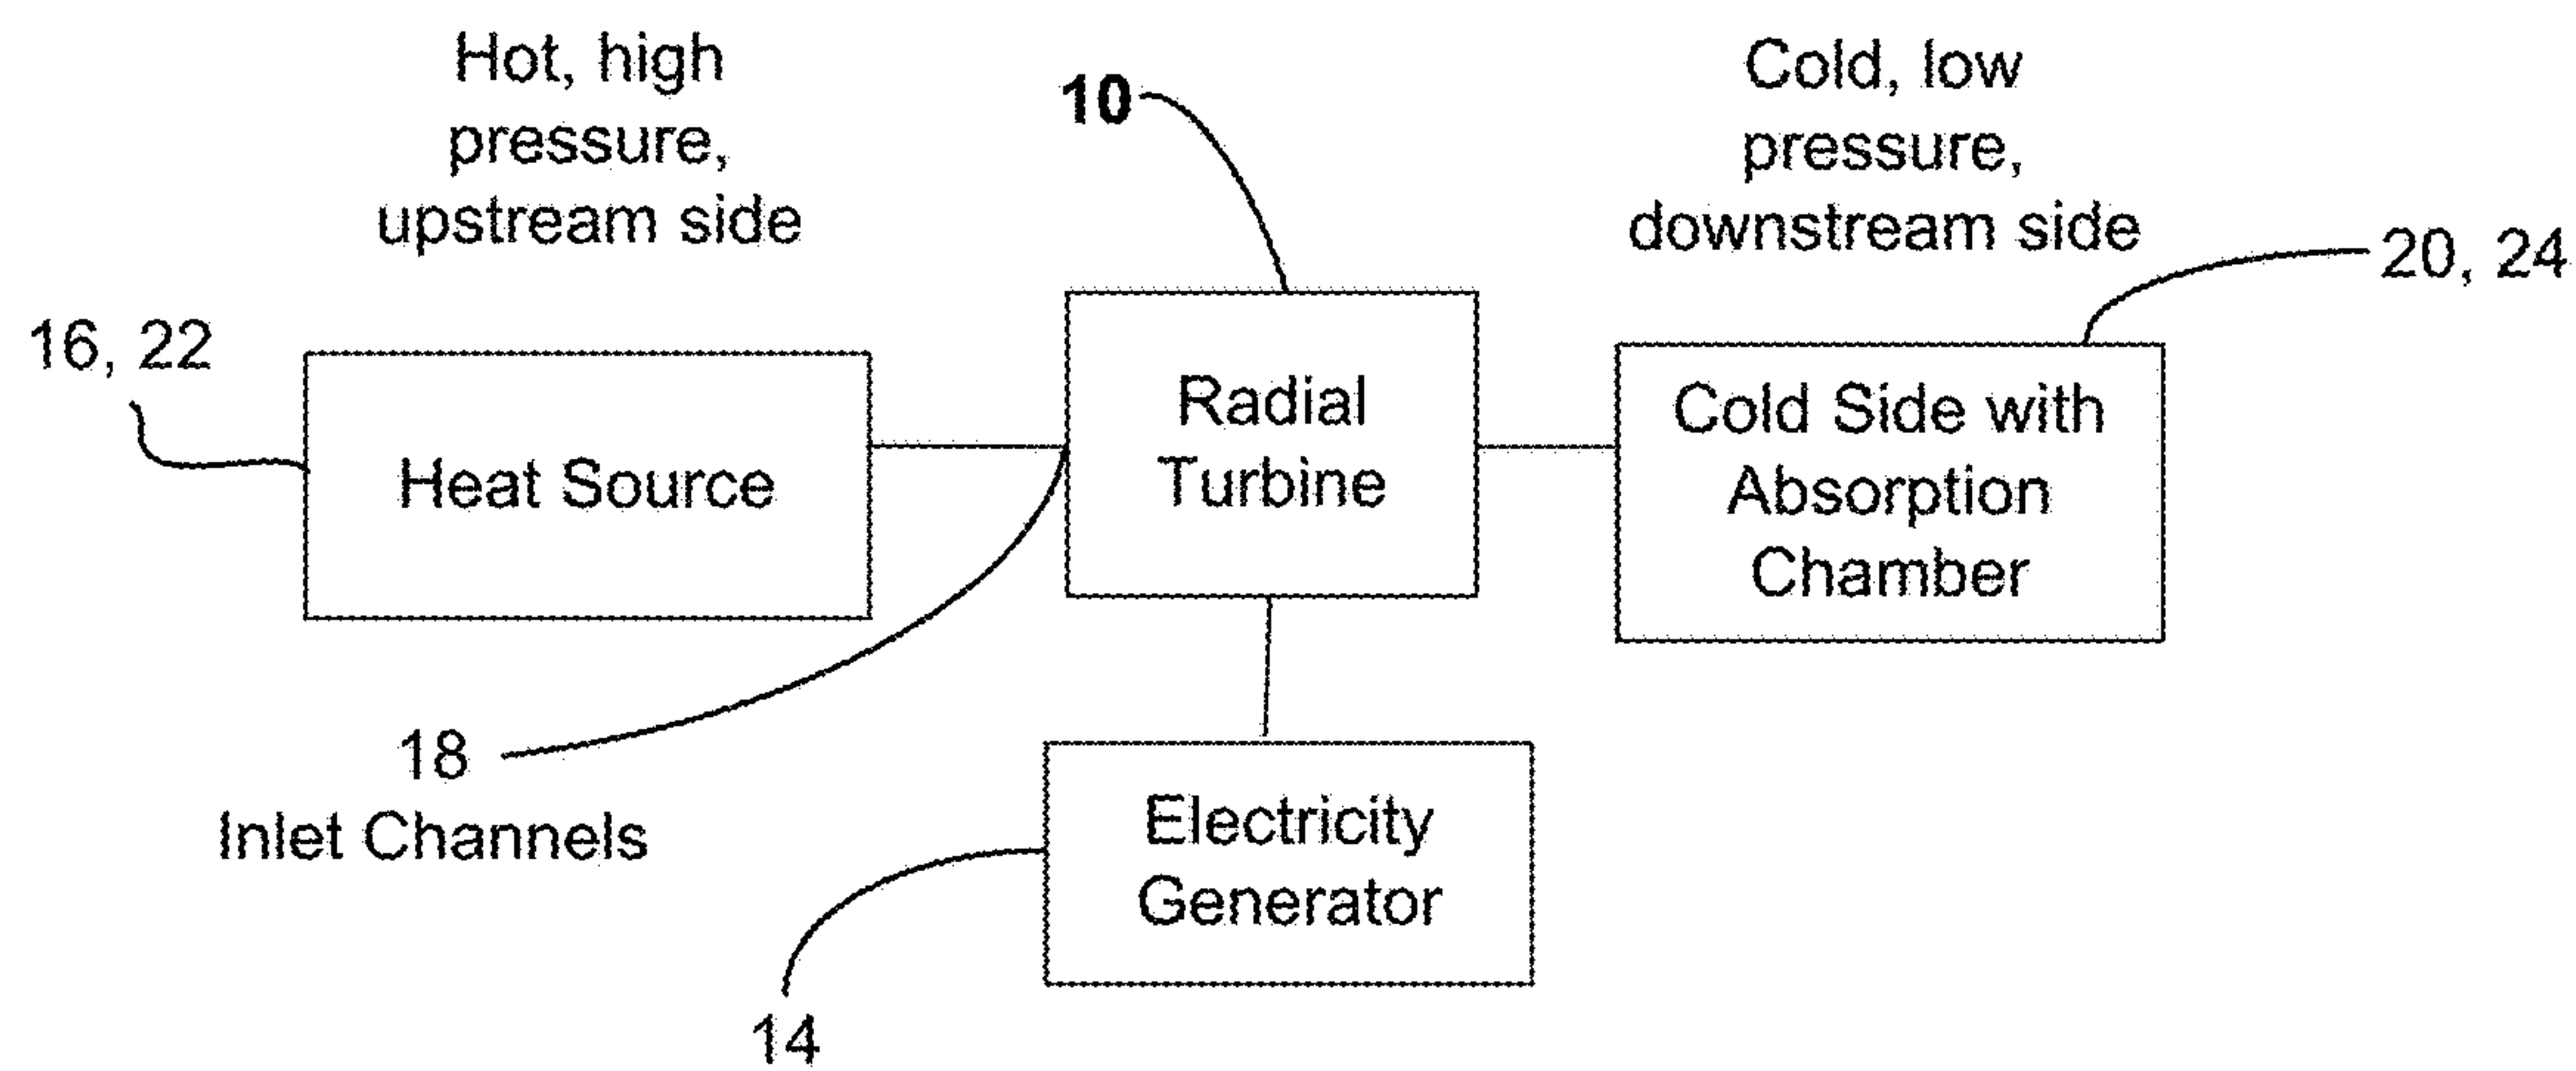 Hot, high
pressure,
upstream side
10
Cold, low
pressure,
downstream side
20, 24
16, 22
Heat Source
Radial
Turbine
Cold Side with
Absorption
Chamber
18
Inlet Channels
Electricity
Generator
14